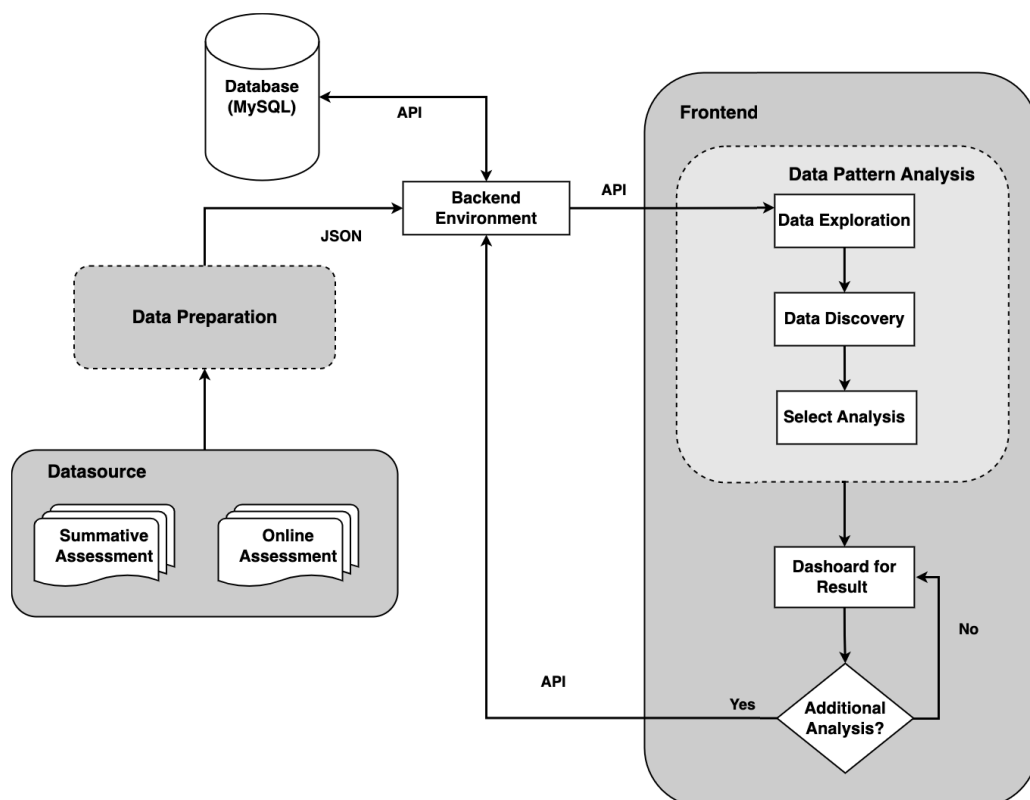 Database
(MySQL)
API
Frontend
Data Pattern Analysis
API
Backend
Environment
Data Exploration
JSON
Data Preparation
Data Discovery
Select Analysis
Datasource
Summative
Assessment
Online
Assessment
Dashoard for
Result
No
API
Yes
Additional
Analysis?